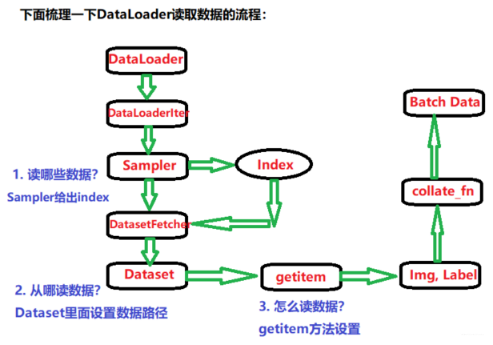 下面梳理一下DataLoader读取数据的流程：
DataLoader
DataLoaderIter
Sampler
Index
1. 读哪些数据？
Sampler给出index
DatasetFetcher
Dataset
2. 从哪读数据？
Dataset里面设置数据路径
getitem
3. 怎么读数据？
getitem方法设置
Img, Label
collate_fn
Batch Data